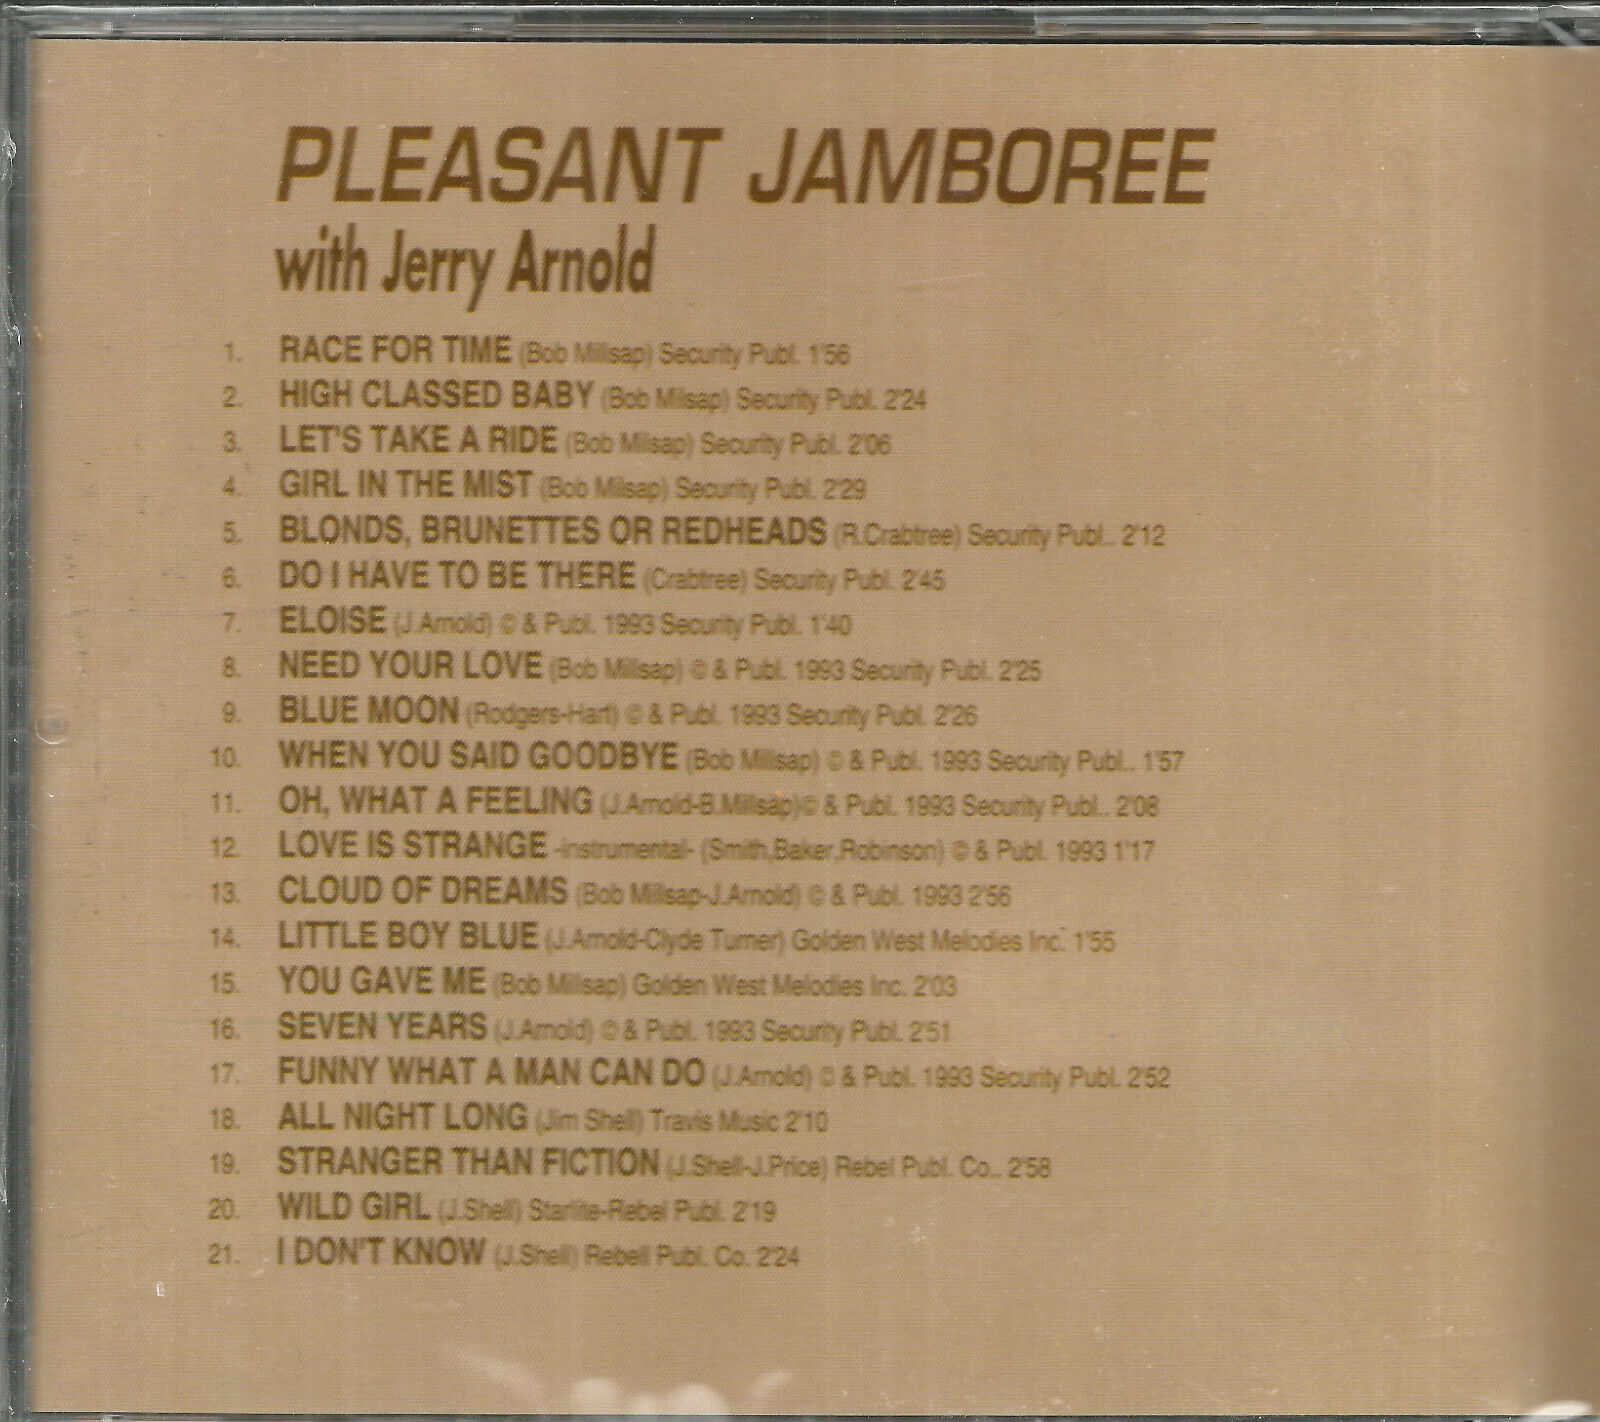 PLEASANT JAMBOREE
with Jerry Arnold
1. RACE FOR TIME (Bob Millsap) Security Publ. 1'56
2. HIGH CLASSED BABY (Bob Milsap) Security Publ. 2'24
3. LET'S TAKE A RIDE (Bob Milsap) Security Publ. 2'06
4. GIRL IN THE MIST (Bob Milsap) Security Publ. 2'29
5. BLONDS, BRUNETTES OR REDHEADS (R.Crabtree) Security Publ.. 2'12
6. DO I HAVE TO BE THERE (Crabtree) Security Publ. 2'45
7. ELOISE (J.Arnold) © & Publ. 1993 Security Publ. 1'40
8. NEED YOUR LOVE (Bob Millsap) © & Publ. 1993 Security Publ. 2'25
9. BLUE MOON (Rodgers-Hart) © & Publ. 1993 Security Publ. 2'26
10. WHEN YOU SAID GOODBYE (Bob Millsap) © & Publ. 1993 Security Publ.. 1'57
11. OH, WHAT A FEELING (J.Arnold-B.Millsap)© & Publ. 1993 Security Publ.. 2'08
12. LOVE IS STRANGE -instrumental- (Smith,Baker,Robinson) © & Publ. 1993 1'17
13. CLOUD OF DREAMS (Bob Millsap-J.Arnold) © & Publ. 1993 2'56
14. LITTLE BOY BLUE (J.Arnold-Clyde Turner) Golden West Melodies Inc. 1'55
15. YOU GAVE ME (Bob Millsap) Golden West Melodies Inc. 2'03
16. SEVEN YEARS (J.Arnold) © & Publ. 1993 Security Publ. 2'51
17. FUNNY WHAT A MAN CAN DO (J.Arnold) © & Publ. 1993 Security Publ. 2'52
18. ALL NIGHT LONG (Jim Shell) Travis Music 2'10
19. STRANGER THAN FICTION (J.Shell-J.Price) Rebel Publ. Co.. 2'58
20. WILD GIRL (J.Shell) Starlite-Rebel Publ. 2'19
21. I DON'T KNOW (J.Shell) Rebell Publ. Co. 2'24